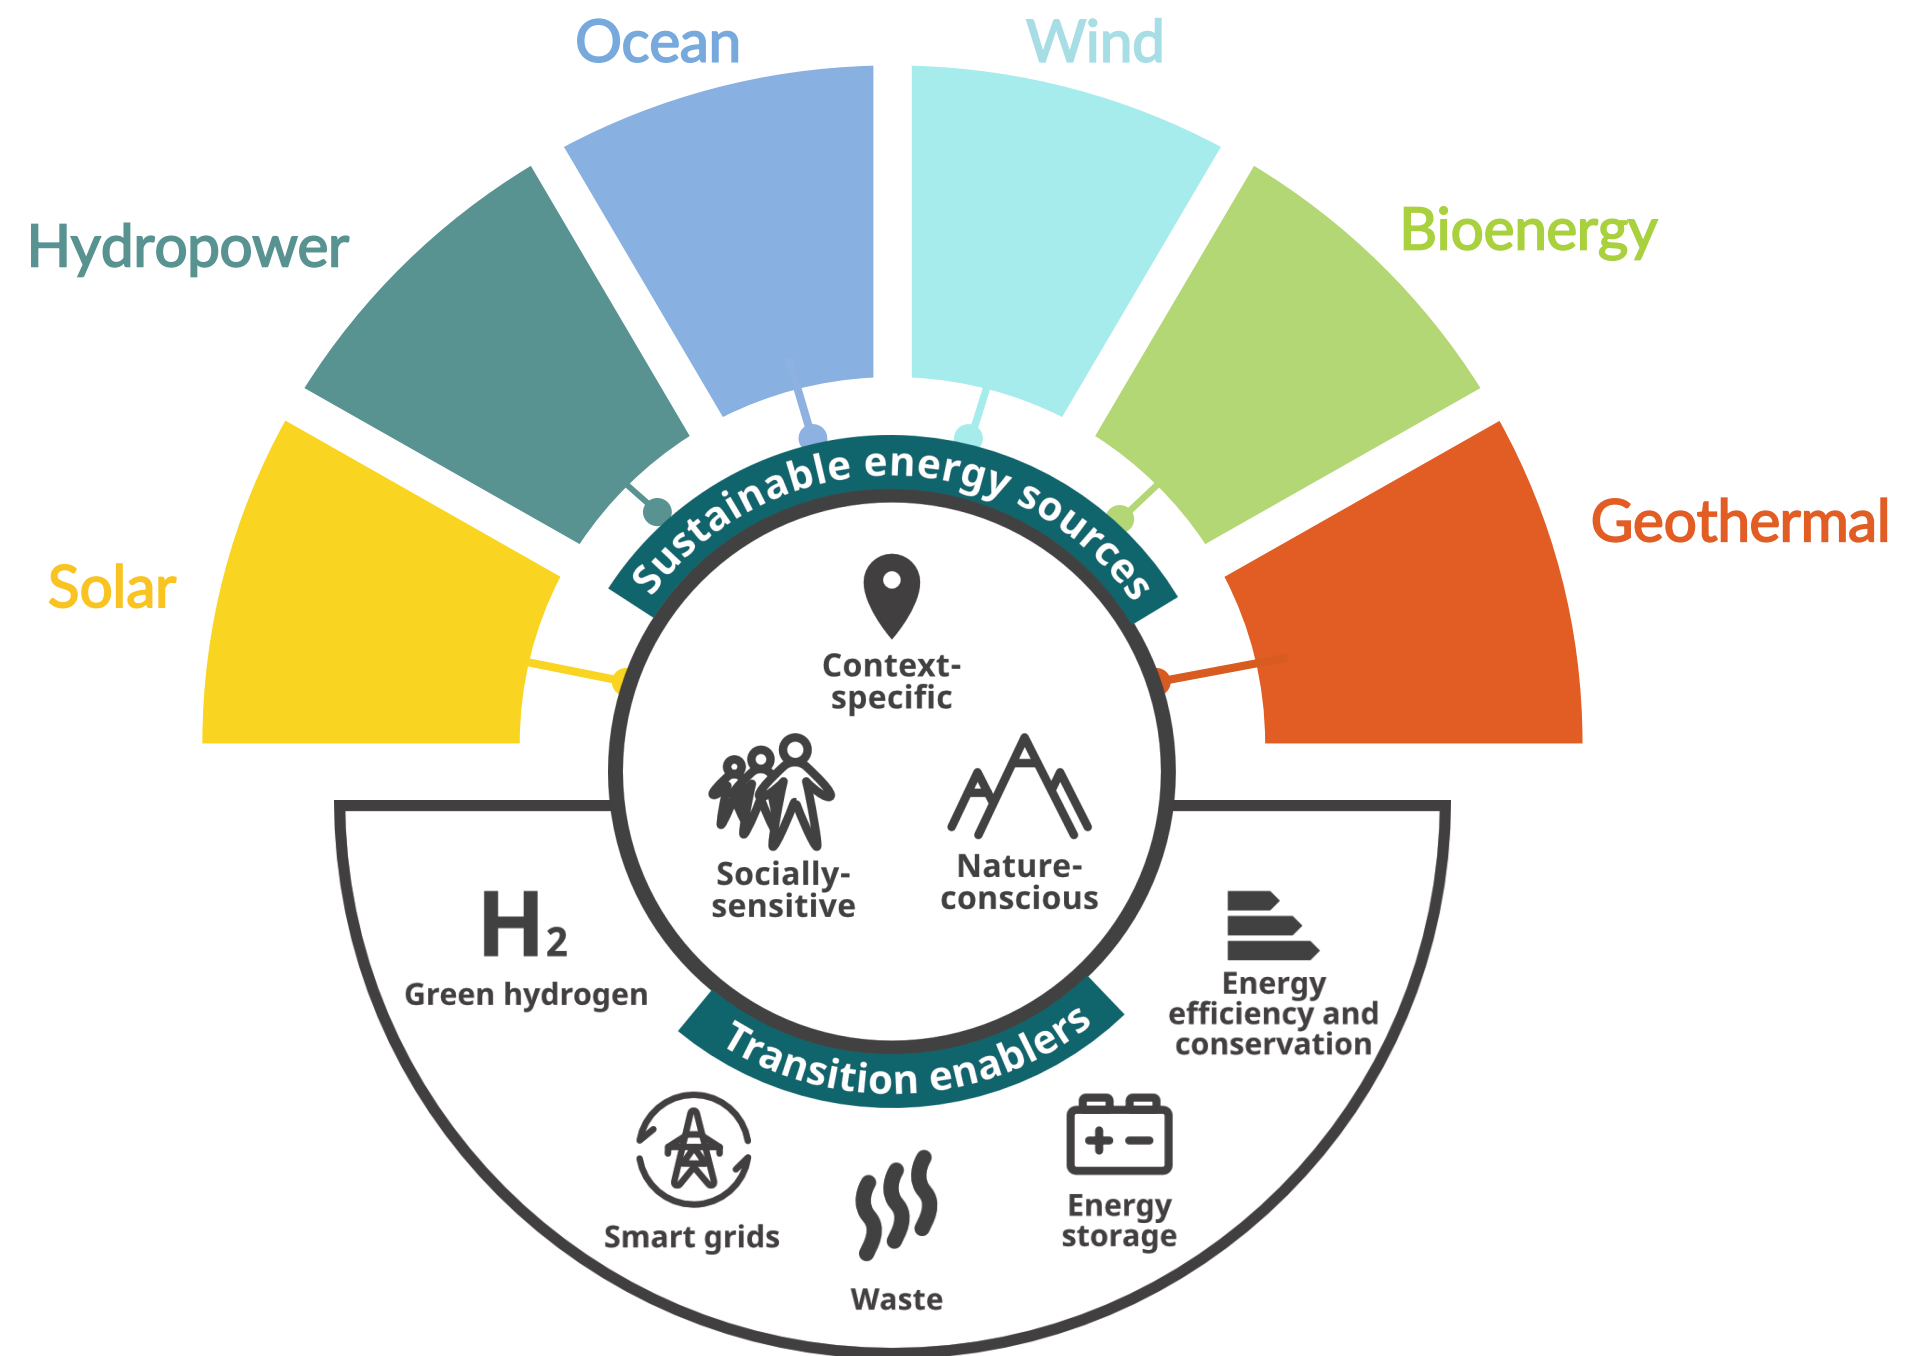 Ocean
Wind
Hydropower
Bioenergy
Solar
Geothermal
Sustainable energy sources
Context-
specific
Socially-
sensitive
Nature-
conscious
Transition enablers
H2
Green hydrogen
Smart grids
Waste
Energy
storage
Energy
efficiency and
conservation